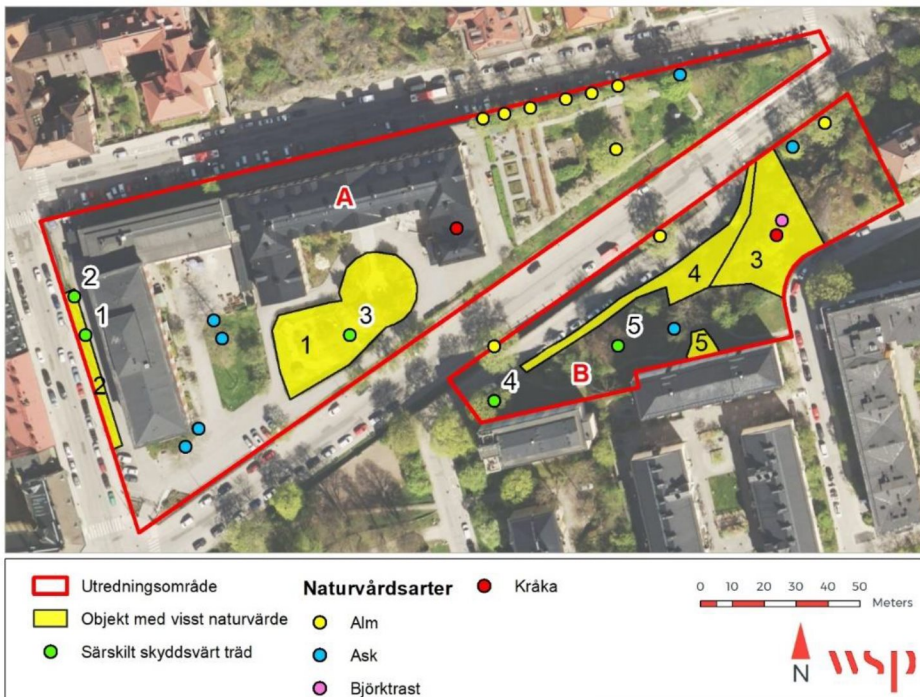 A
2
1
3
1
2
4
3
5
5
B
4
Utredningsområde
Objekt med visst naturvärde
Särskilt skyddsvärt träd
Naturvårdsarter
Alm
Ask
Björktrast
Kråka
0 10 20 30 40 50
Meters
N
wsp